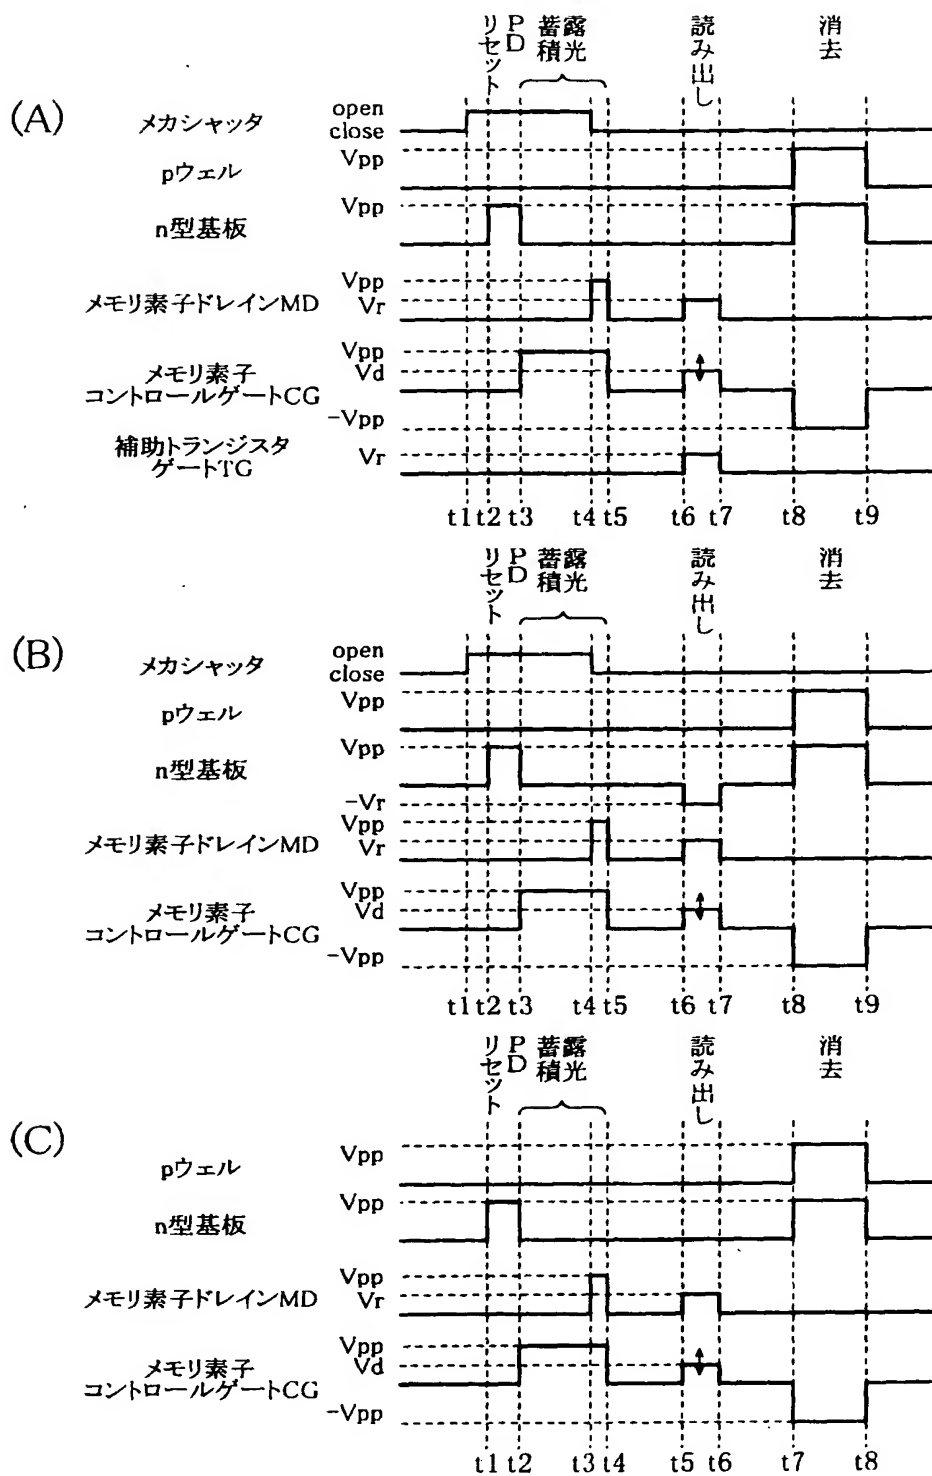 リセット PD 蓄積 露光 読み出し 消去
(A)
メカシャッタ open
close
pウェル Vpp
n型基板 Vpp
メモリ素子ドレインMD Vpp
Vr
メモリ素子
コントロールゲートCG Vpp
Vd
-Vpp
補助トランジスタ
ゲートTG Vr
t1 t2 t3 t4 t5 t6 t7 t8 t9
リセット PD 蓄積 露光 読み出し 消去
(B)
メカシャッタ open
close
pウェル Vpp
n型基板 Vpp
-Vr
メモリ素子ドレインMD Vpp
Vr
メモリ素子
コントロールゲートCG Vpp
Vd
-Vpp
t1 t2 t3 t4 t5 t6 t7 t8 t9
リセット PD 蓄積 露光 読み出し 消去
(C)
pウェル Vpp
n型基板 Vpp
メモリ素子ドレインMD Vpp
Vr
メモリ素子
コントロールゲートCG Vpp
Vd
-Vpp
t1 t2 t3 t4 t5 t6 t7 t8